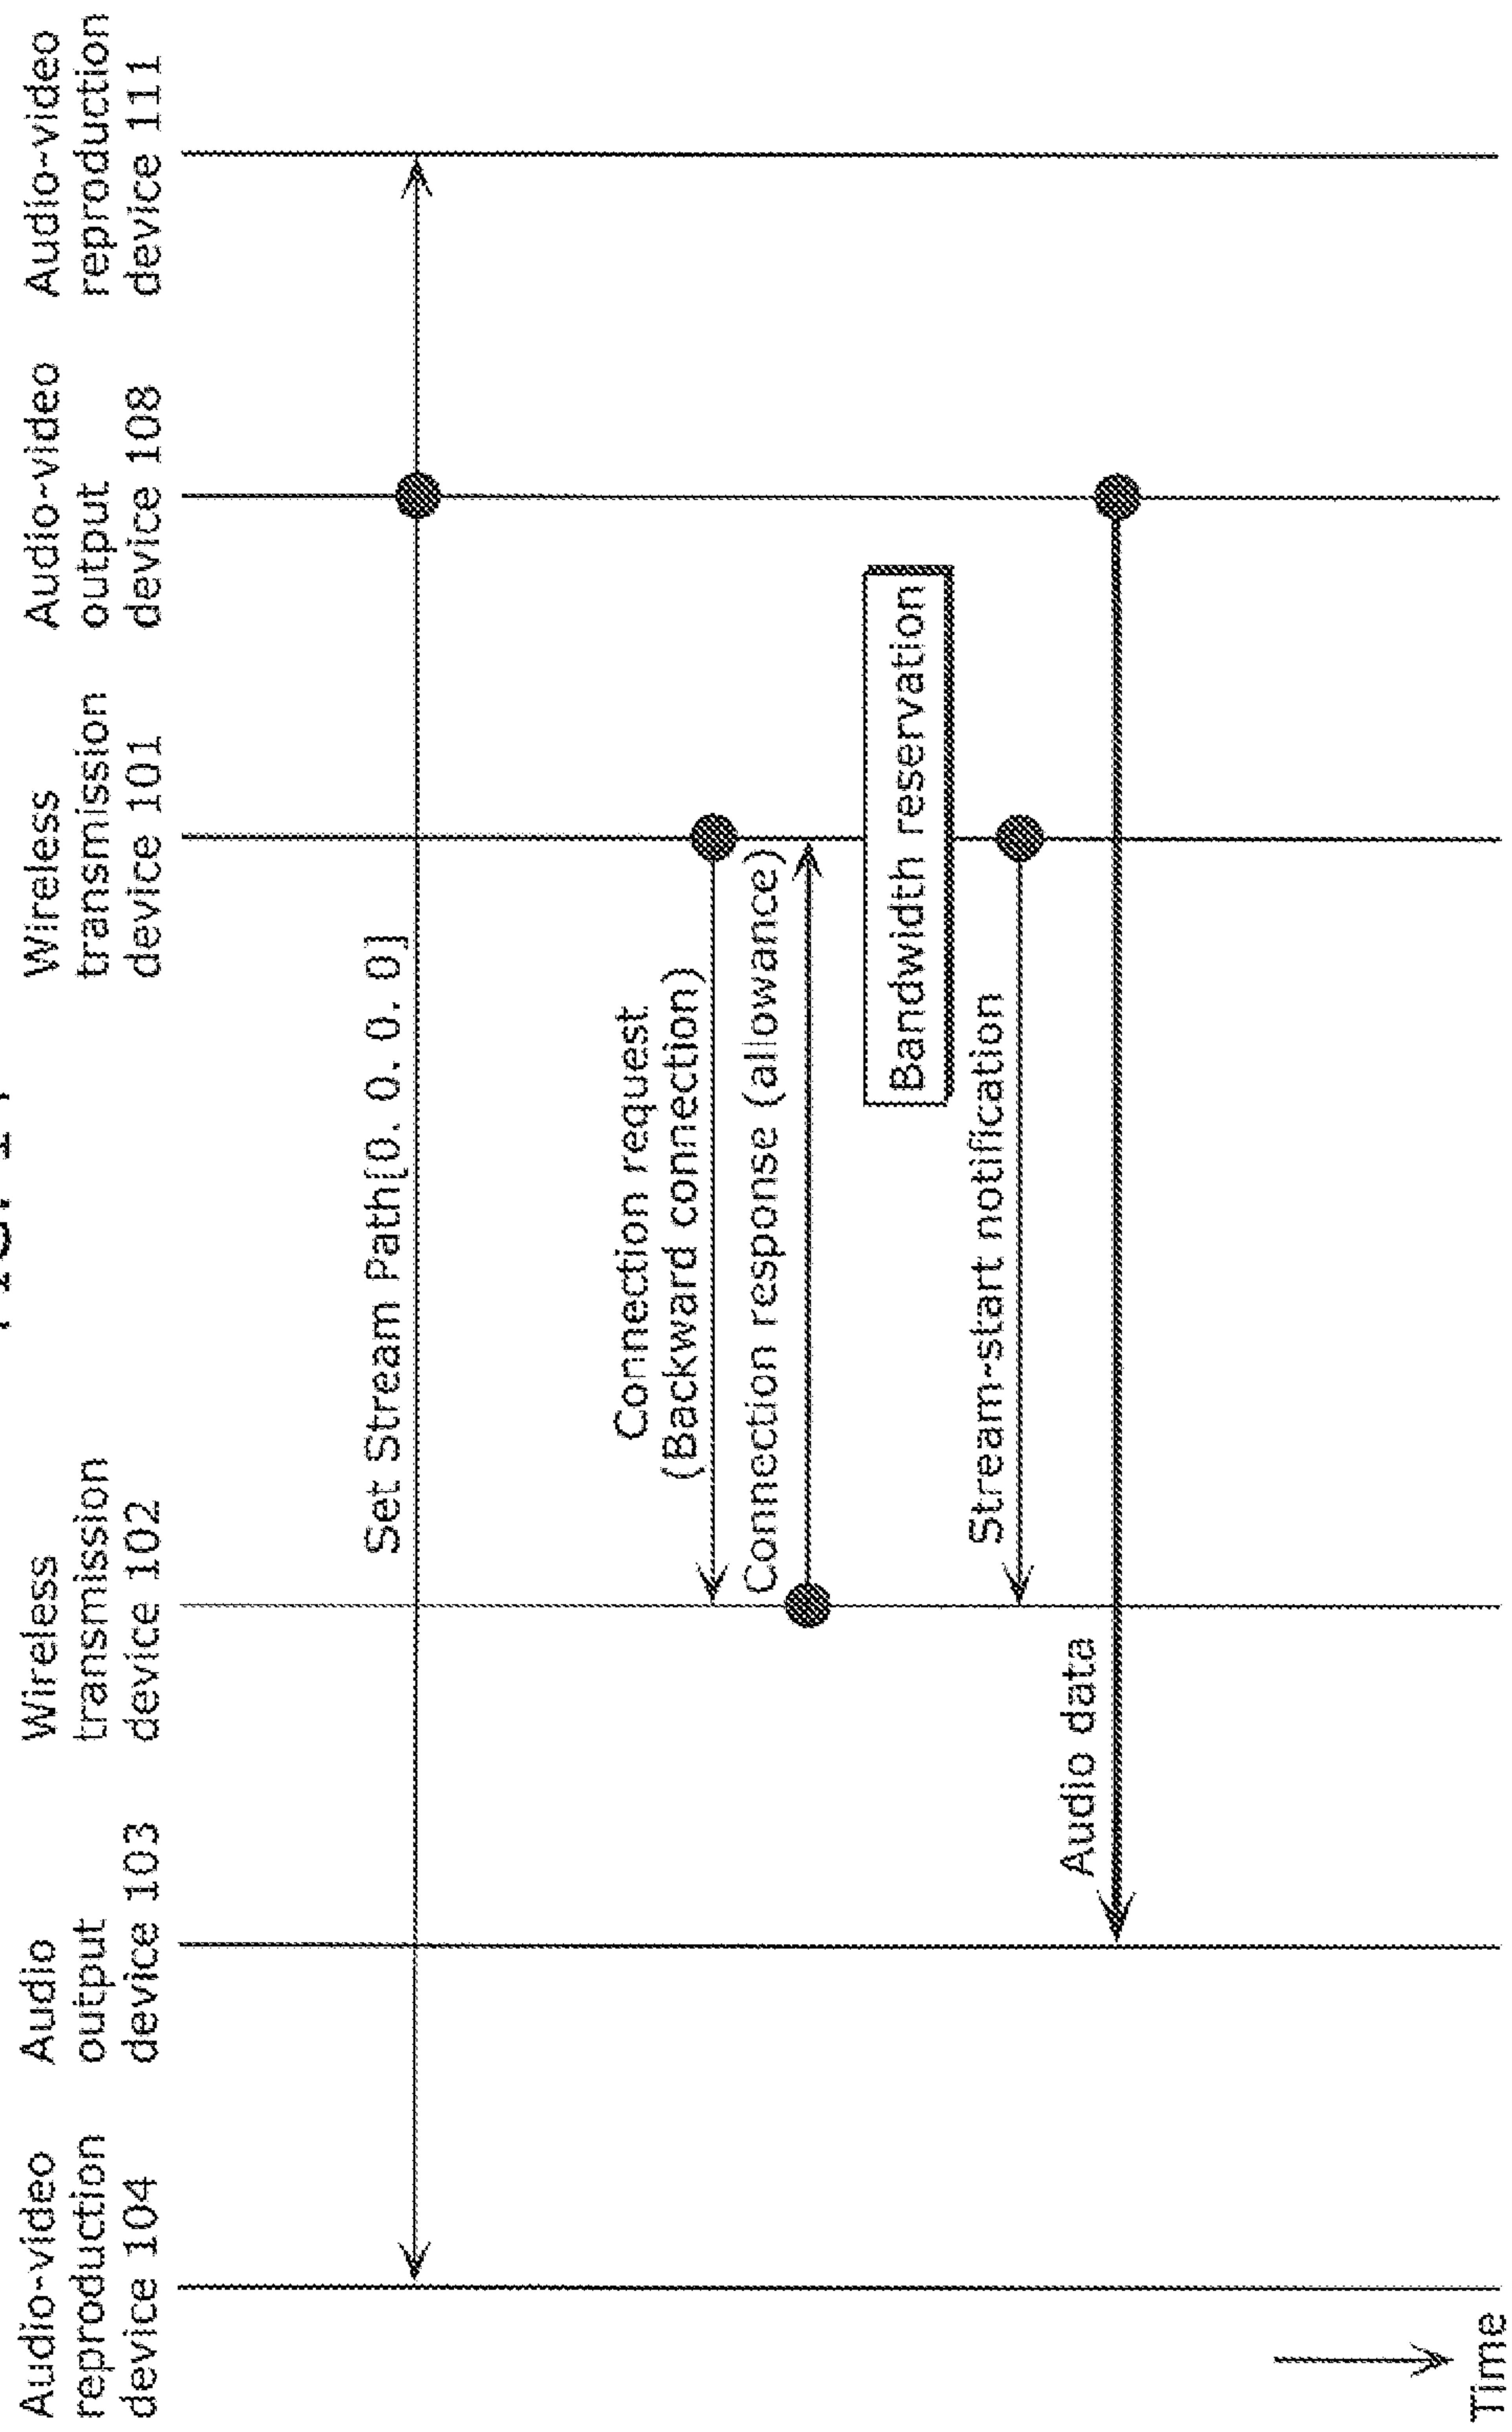 Audio-video
reproduction
device 104
Audio
output
device 103
Wireless
transmission
device 102
Wireless
transmission
device 101
Audio-video
output
device 108
Audio-video
reproduction
device 111
Set Stream Path[0. 0. 0. 0]
Connection request
(Backward connection)
Connection response (allowance)
Bandwidth reservation
Stream-start notification
Audio data
Time